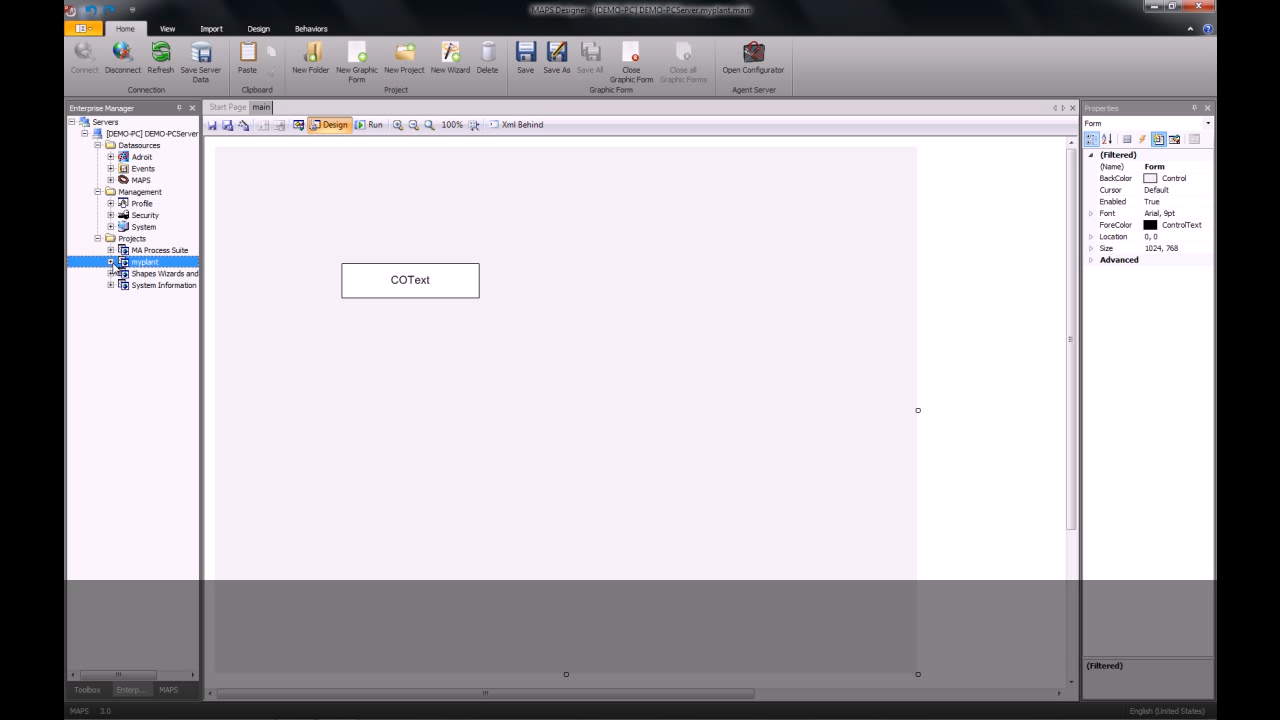 MAPS Designer - [DEMO-PC] DEMO-PCServer.myplant.main
Home View Import Design Behaviors
Connect Disconnect Refresh Save Server Data
Paste
New Folder New Graphic Form New Project New Wizard Delete
Save Save As Save All Close Graphic Form Close all Graphic Forms
Open Configurator
Connection Clipboard Project Graphic Form Agent Server
Enterprise Manager
Servers
[DEMO-PC] DEMO-PCServer
Datasources
Adroit
Events
MAPS
Management
Profile
Security
System
Projects
MA Process Suite
myplant
Shapes Wizards and
System Information
Toolbox Enterp... MAPS
Start Page main
Design Run 100% Xml Behind
COText
Properties
Form
(Filtered)
(Name) Form
BackColor Control
Cursor Default
Enabled True
Font Arial, 9pt
ForeColor ControlText
Location 0, 0
Size 1024, 768
Advanced
(Filtered)
MAPS 3.0
English (United States)